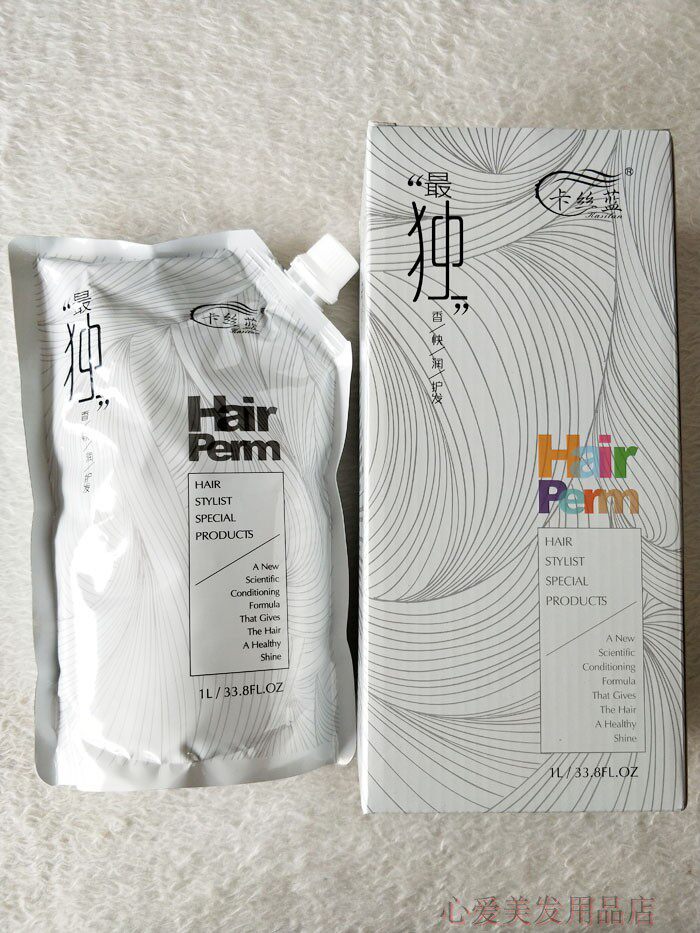 “最
独”
香/快/润/护发
卡丝蓝
Hair
Perm
HAIR
STYLIST
SPECIAL
PRODUCTS
A New
Scientific
Conditioning
Formula
That Gives
The Hair
A Healthy
Shine
1L / 33.8FL.OZ
“最
独”
香/快/润/护发
卡丝蓝®
Kasilan
Hair
Perm
HAIR
STYLIST
SPECIAL
PRODUCTS
A New
Scientific
Conditioning
Formula
That Gives
The Hair
A Healthy
Shine
1L / 33.8FL.OZ
心爱美发用品店